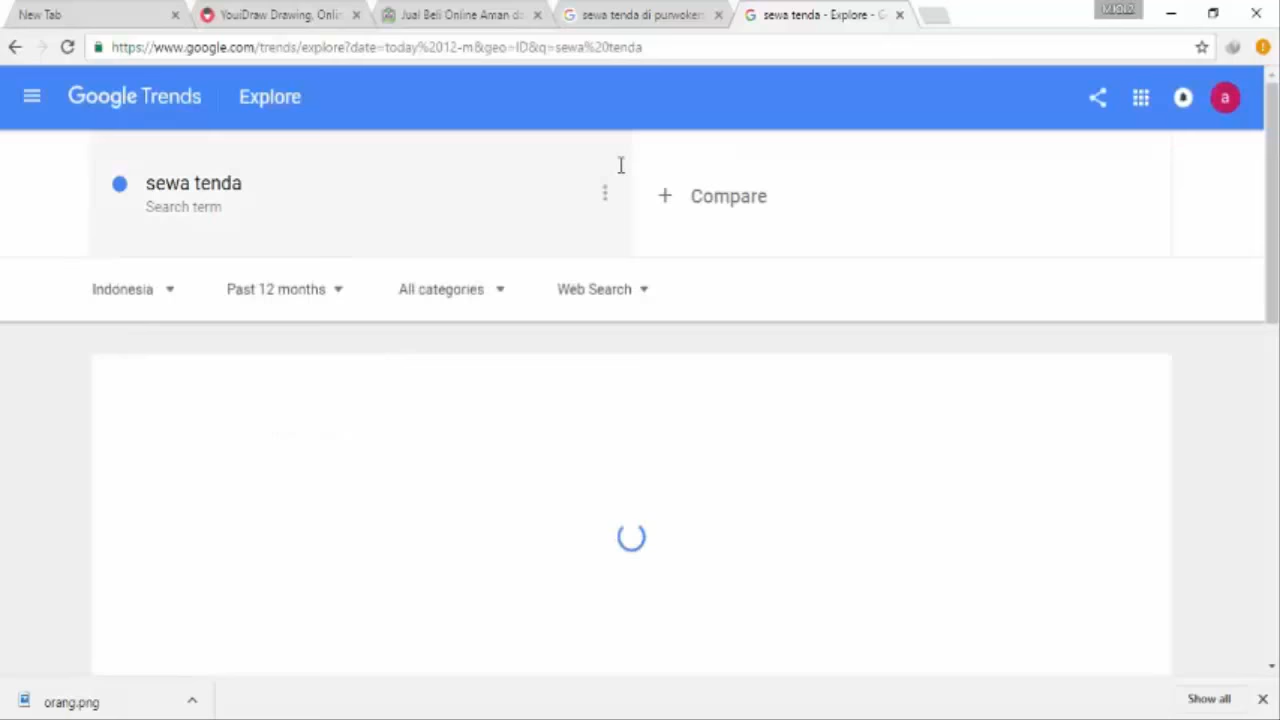 New Tab
YouiDraw Drawing, Onli
Jual Beli Online Aman da
sewa tenda di purwoker
sewa tenda - Explore - G
https://www.google.com/trends/explore?date=today%2012-m&geo=ID&q=sewa%20tenda
Google Trends
Explore
a
sewa tenda
Search term
+ Compare
Indonesia
Past 12 months
All categories
Web Search
orang.png
Show all